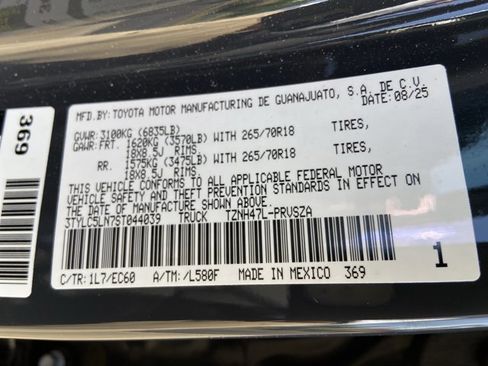 MFD.BY: TOYOTA MOTOR MANUFACTURING DE GUANAJUATO, S.A. DE C.V.
08/25
GVWR: 3100KG (6835LB)
GAWR: FRT. 1620KG (3570LB) WITH 265/70R18 TIRES,
18X8.5J RIMS
RR. 1575KG (3475LB) WITH 265/70R18 TIRES,
18X8.5J RIMS
THIS VEHICLE CONFORMS TO ALL APPLICABLE FEDERAL MOTOR
VEHICLE SAFETY AND THEFT PREVENTION STANDARDS IN EFFECT ON
THE DATE OF MANUFACTURE SHOWN ABOVE.
3TYLC5LN7ST044039 TRUCK TZNH47L-PRVSZA
C/TR: 1L7/EC60 A/TM: /L580F MADE IN MEXICO 369
1
369